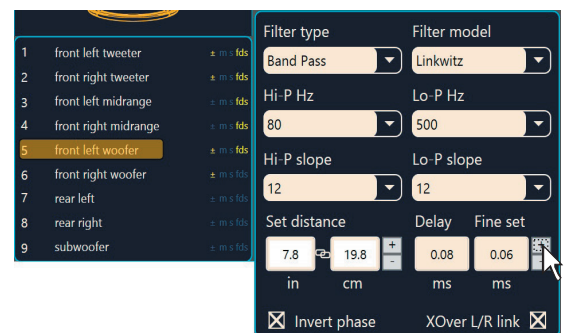 1 front left tweeter ± m s fds
2 front right tweeter ± m s fds
3 front left midrange ± m s fds
4 front right midrange ± m s fds
5 front left woofer ± m s fds
6 front right woofer ± m s fds
7 rear left ± m s fds
8 rear right ± m s fds
9 subwoofer ± m s fds
Filter type Filter model
Band Pass Linkwitz
Hi-P Hz Lo-P Hz
80 500
Hi-P slope Lo-P slope
12 12
Set distance Delay Fine set
7.8 19.8 + - 0.08 0.06 + -
in cm ms ms
Invert phase XOver L/R link